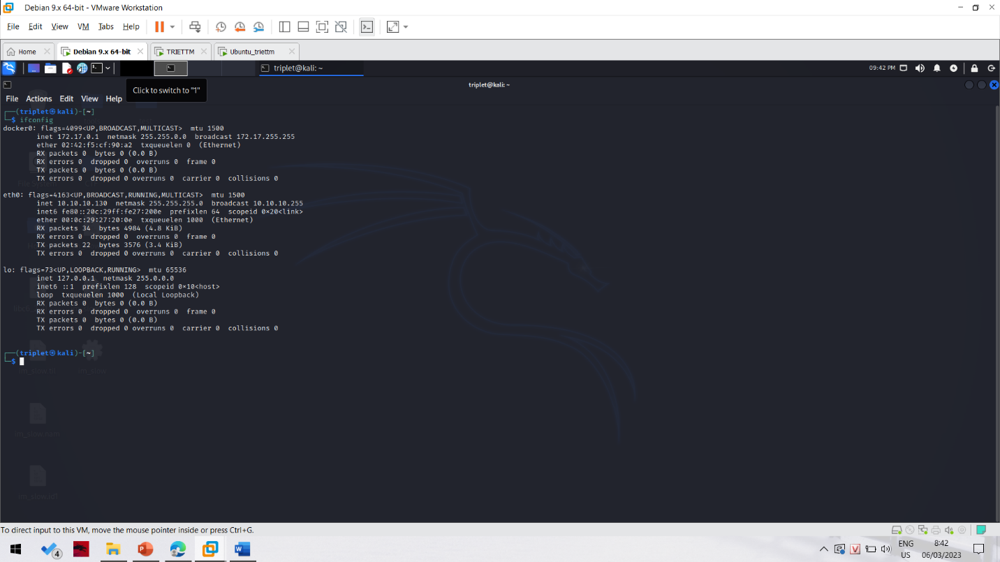 Debian 9.x 64-bit - VMware Workstation
File Edit View VM Tabs Help
Home Debian 9.x 64-bit TRIETTM Ubuntu_triettm
triplet@kali: ~ 09:42 PM
triplet@kali: ~
Click to switch to "1"
File Actions Edit View Help
┌──(triplet㉿kali)-[~]
└─$ ifconfig
docker0: flags=4099<UP,BROADCAST,MULTICAST>  mtu 1500
        inet 172.17.0.1  netmask 255.255.0.0  broadcast 172.17.255.255
        ether 02:42:f5:cf:90:a2  txqueuelen 0  (Ethernet)
        RX packets 0  bytes 0 (0.0 B)
        RX errors 0  dropped 0  overruns 0  frame 0
        TX packets 0  bytes 0 (0.0 B)
        TX errors 0  dropped 0 overruns 0  carrier 0  collisions 0
eth0: flags=4163<UP,BROADCAST,RUNNING,MULTICAST>  mtu 1500
        inet 10.10.10.130  netmask 255.255.255.0  broadcast 10.10.10.255
        inet6 fe80::20c:29ff:fe27:200e  prefixlen 64  scopeid 0×20<link>
        ether 00:0c:29:27:20:0e  txqueuelen 1000  (Ethernet)
        RX packets 34  bytes 4984 (4.8 KiB)
        RX errors 0  dropped 0  overruns 0  frame 0
        TX packets 22  bytes 3576 (3.4 KiB)
        TX errors 0  dropped 0 overruns 0  carrier 0  collisions 0
lo: flags=73<UP,LOOPBACK,RUNNING>  mtu 65536
        inet 127.0.0.1  netmask 255.0.0.0
        inet6 ::1  prefixlen 128  scopeid 0×10<host>
        loop  txqueuelen 1000  (Local Loopback)
        RX packets 0  bytes 0 (0.0 B)
        RX errors 0  dropped 0  overruns 0  frame 0
        TX packets 0  bytes 0 (0.0 B)
        TX errors 0  dropped 0 overruns 0  carrier 0  collisions 0
┌──(triplet㉿kali)-[~]
└─$
To direct input to this VM, move the mouse pointer inside or press Ctrl+G.
4
ENG 8:42
US 06/03/2023